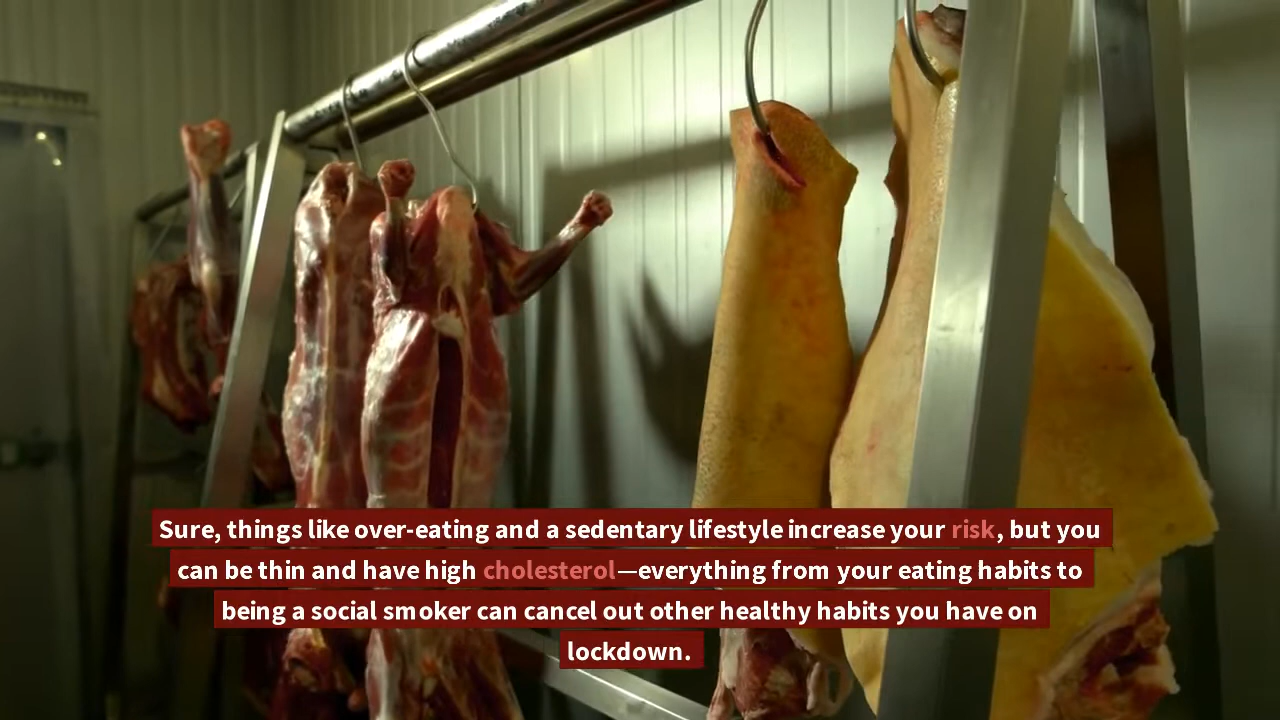 Sure, things like over-eating and a sedentary lifestyle increase your risk, but you
can be thin and have high cholesterol—everything from your eating habits to
being a social smoker can cancel out other healthy habits you have on
lockdown.